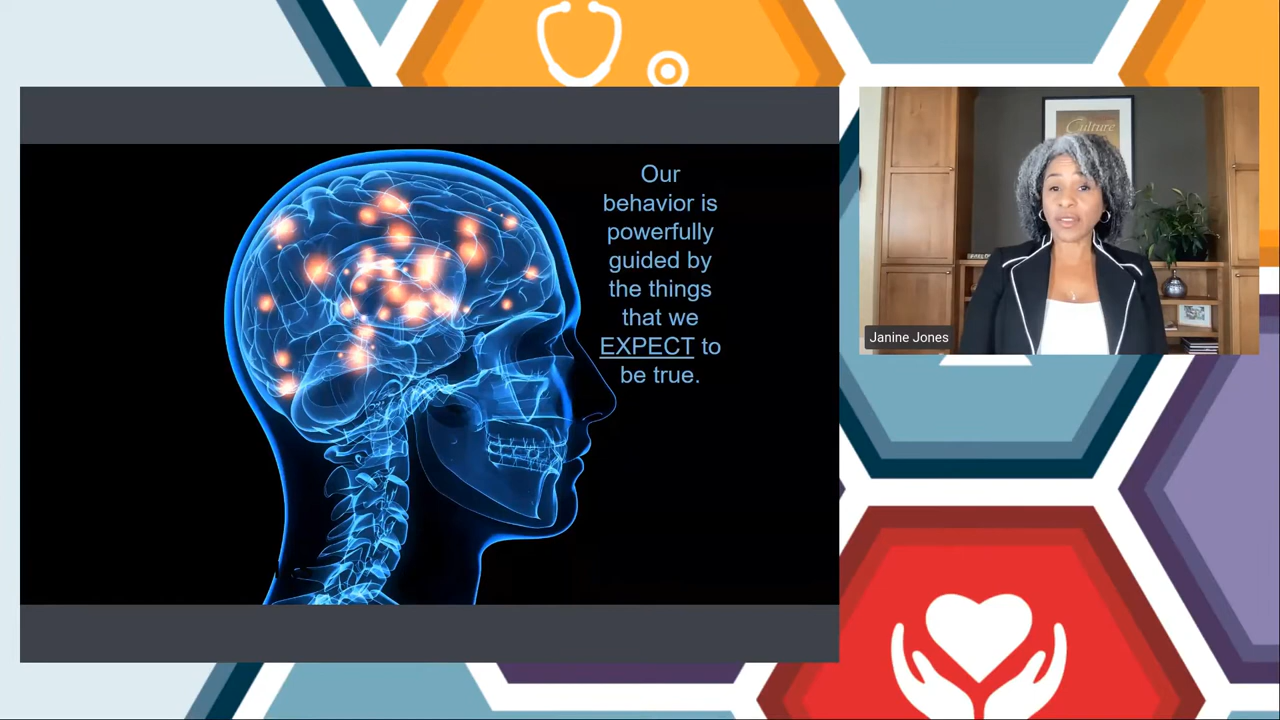 Our
behavior is
powerfully
guided by
the things
that we
EXPECT to
be true.
Culture
Janine Jones